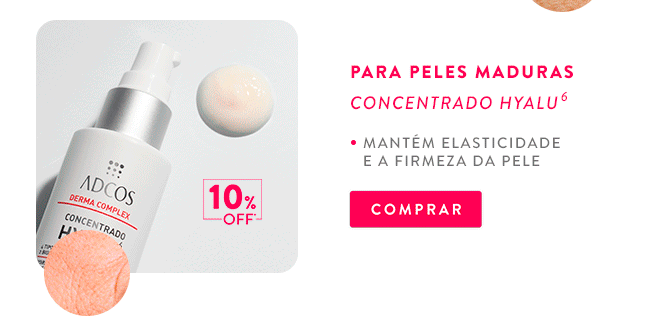 PARA PELES MADURAS
CONCENTRADO HYALU⁶
• MANTÉM ELASTICIDADE
E A FIRMEZA DA PELE
COMPRAR
10%
OFF*
ADCOS
DERMA COMPLEX
CONCENTRADO